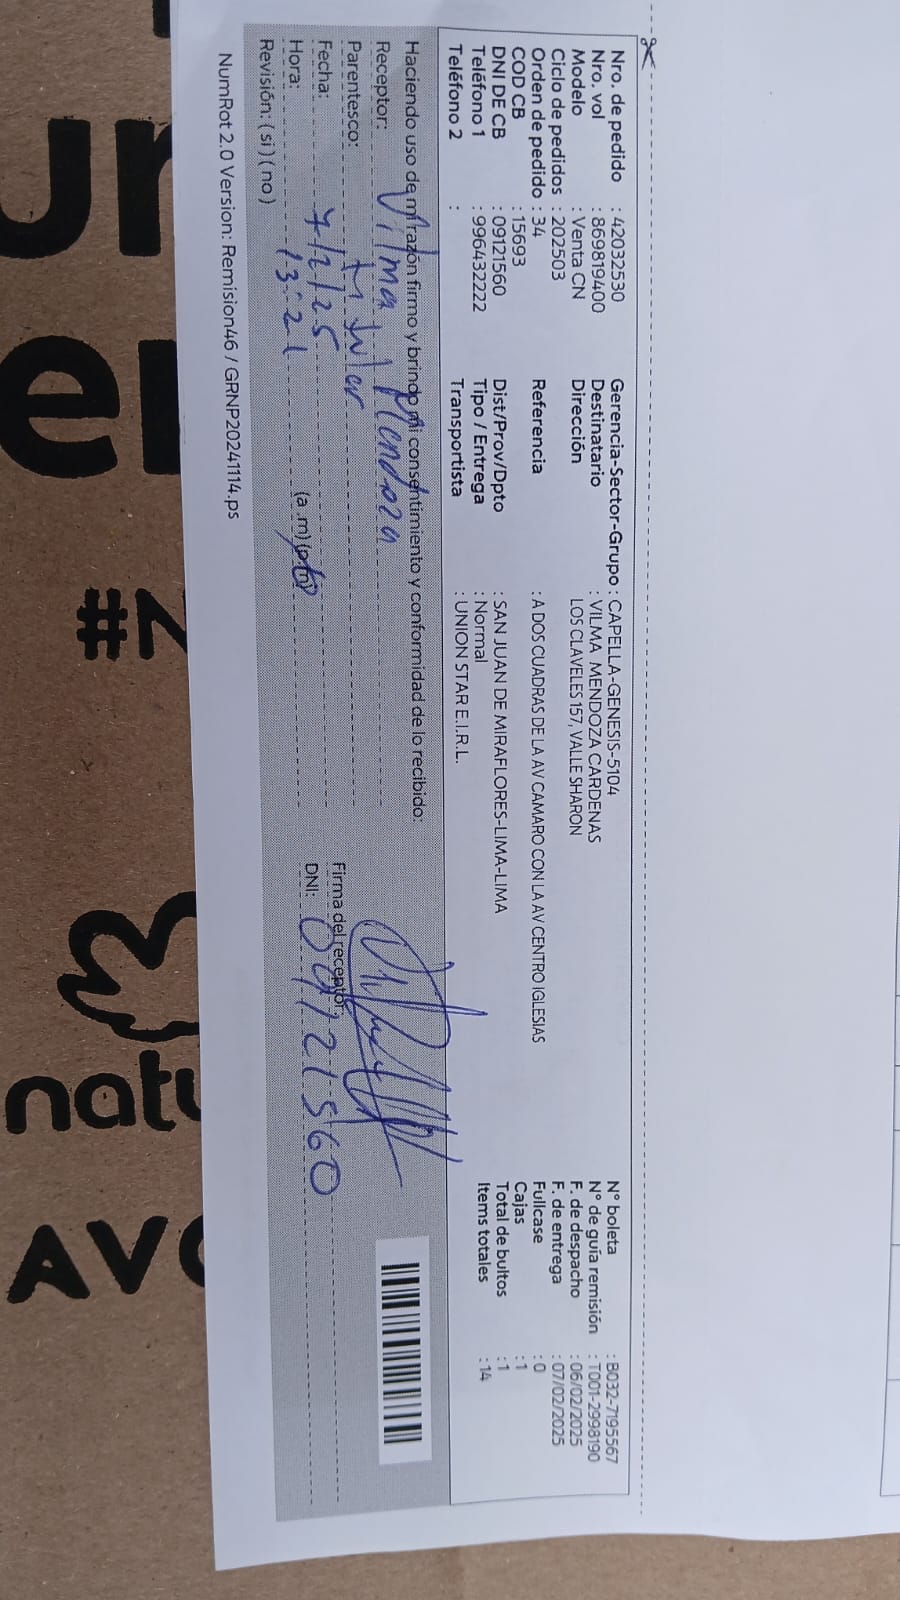 Nro. de pedido : 42032530 Gerencia-Sector-Grupo : CAPELLA-GENESIS-5104 N° boleta : B032-7195567
Nro. vol : 869819400 Destinatario : VILMA MENDOZA CARDENAS N° de guía remisión : T001-2998190
Modelo : Venta CN Dirección LOS CLAVELES 157, VALLE SHARON F. de despacho : 06/02/2025
Ciclo de pedidos : 202503 F. de entrega : 07/02/2025
Orden de pedido : 34 Referencia : A DOS CUADRAS DE LA AV CAMARO CON LA AV CENTRO IGLESIAS Fullcase : 0
COD CB : 15693 Cajas : 1
DNI DE CB : 09121560 Dist/Prov/Dpto : SAN JUAN DE MIRAFLORES-LIMA-LIMA Total de bultos : 1
Teléfono 1 : 996432222 Tipo / Entrega : Normal Items totales : 14
Teléfono 2 : Transportista : UNION STAR E.I.R.L.
Haciendo uso de mi razón firmo y brindo mi consentimiento y conformidad de lo recibido:
Receptor: Vilma Mendoza
Parentesco: titular
Firma del receptor
Fecha: 7/2/25
DNI: 09121560
Hora: 13:21 (a .m) (p.m)
Revisión: ( si ) ( no )
NumRot 2.0 Version: Remision46 / GRNP20241114.ps
#
natu